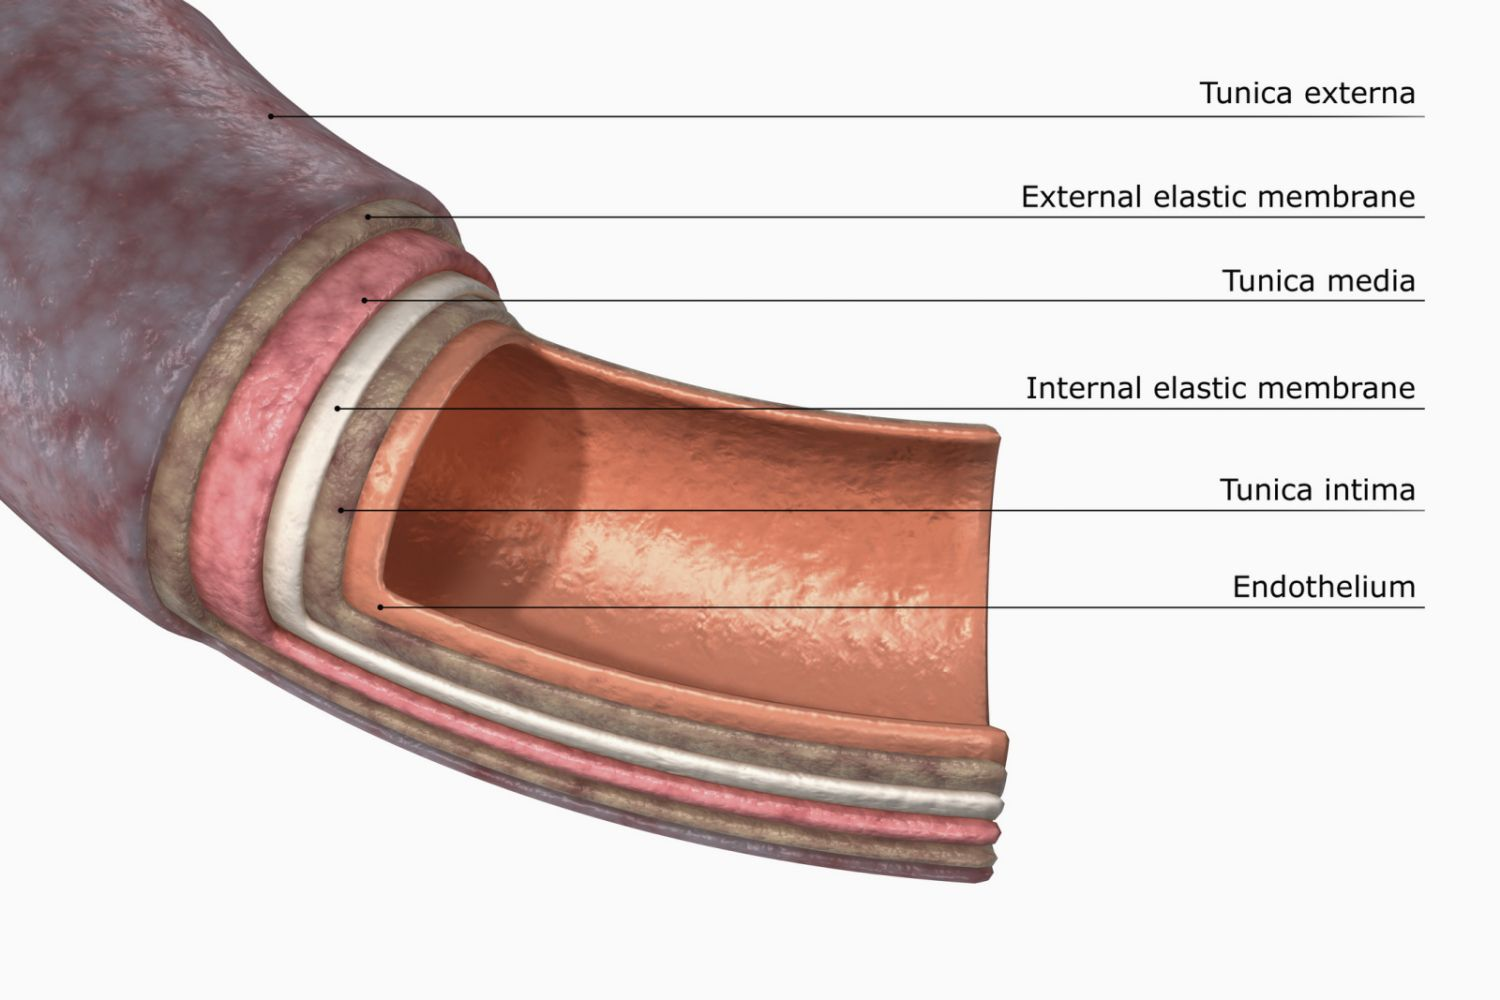 Tunica externa
External elastic membrane
Tunica media
Internal elastic membrane
Tunica intima
Endothelium